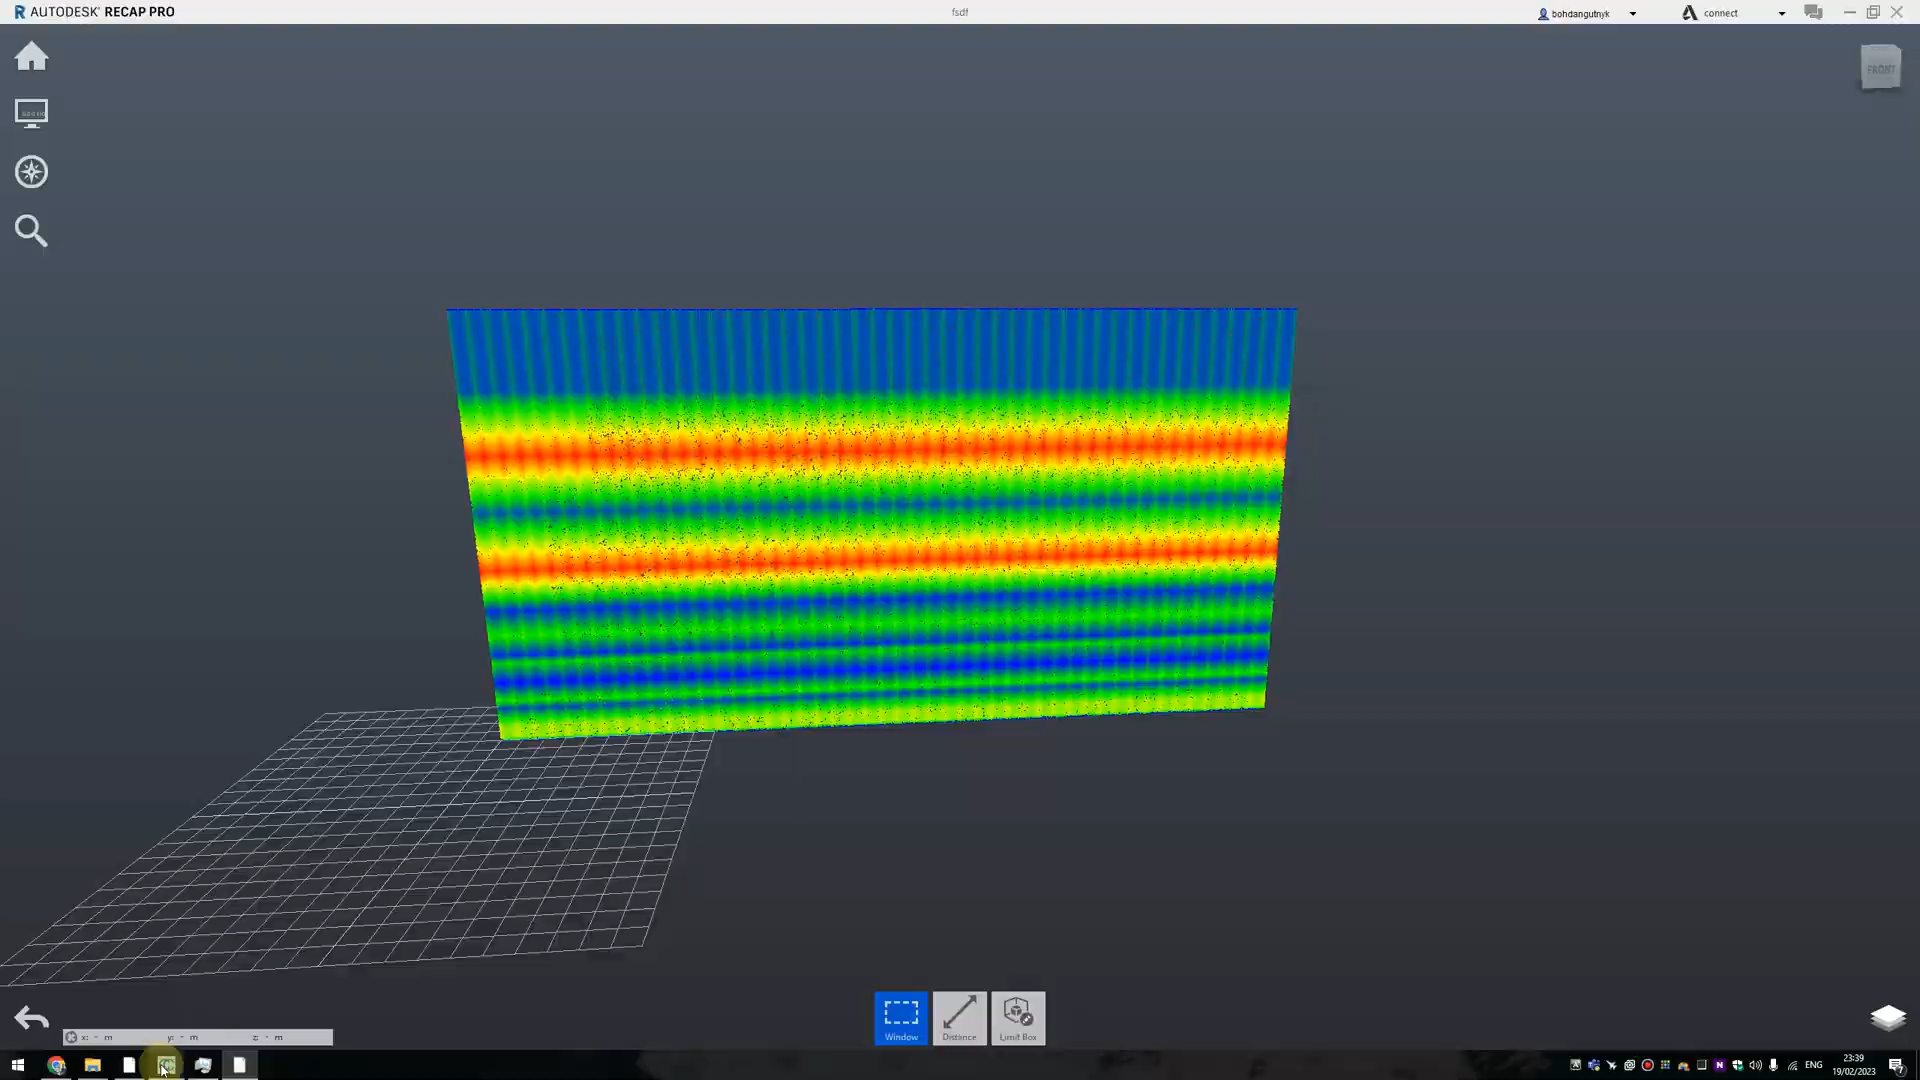 R AUTODESK RECAP PRO
fsdf
bohdangutnyk
connect
FRONT
x: - m y: - m z: - m
Window
Distance
Limit Box
N
ENG
23:39
19/02/2023